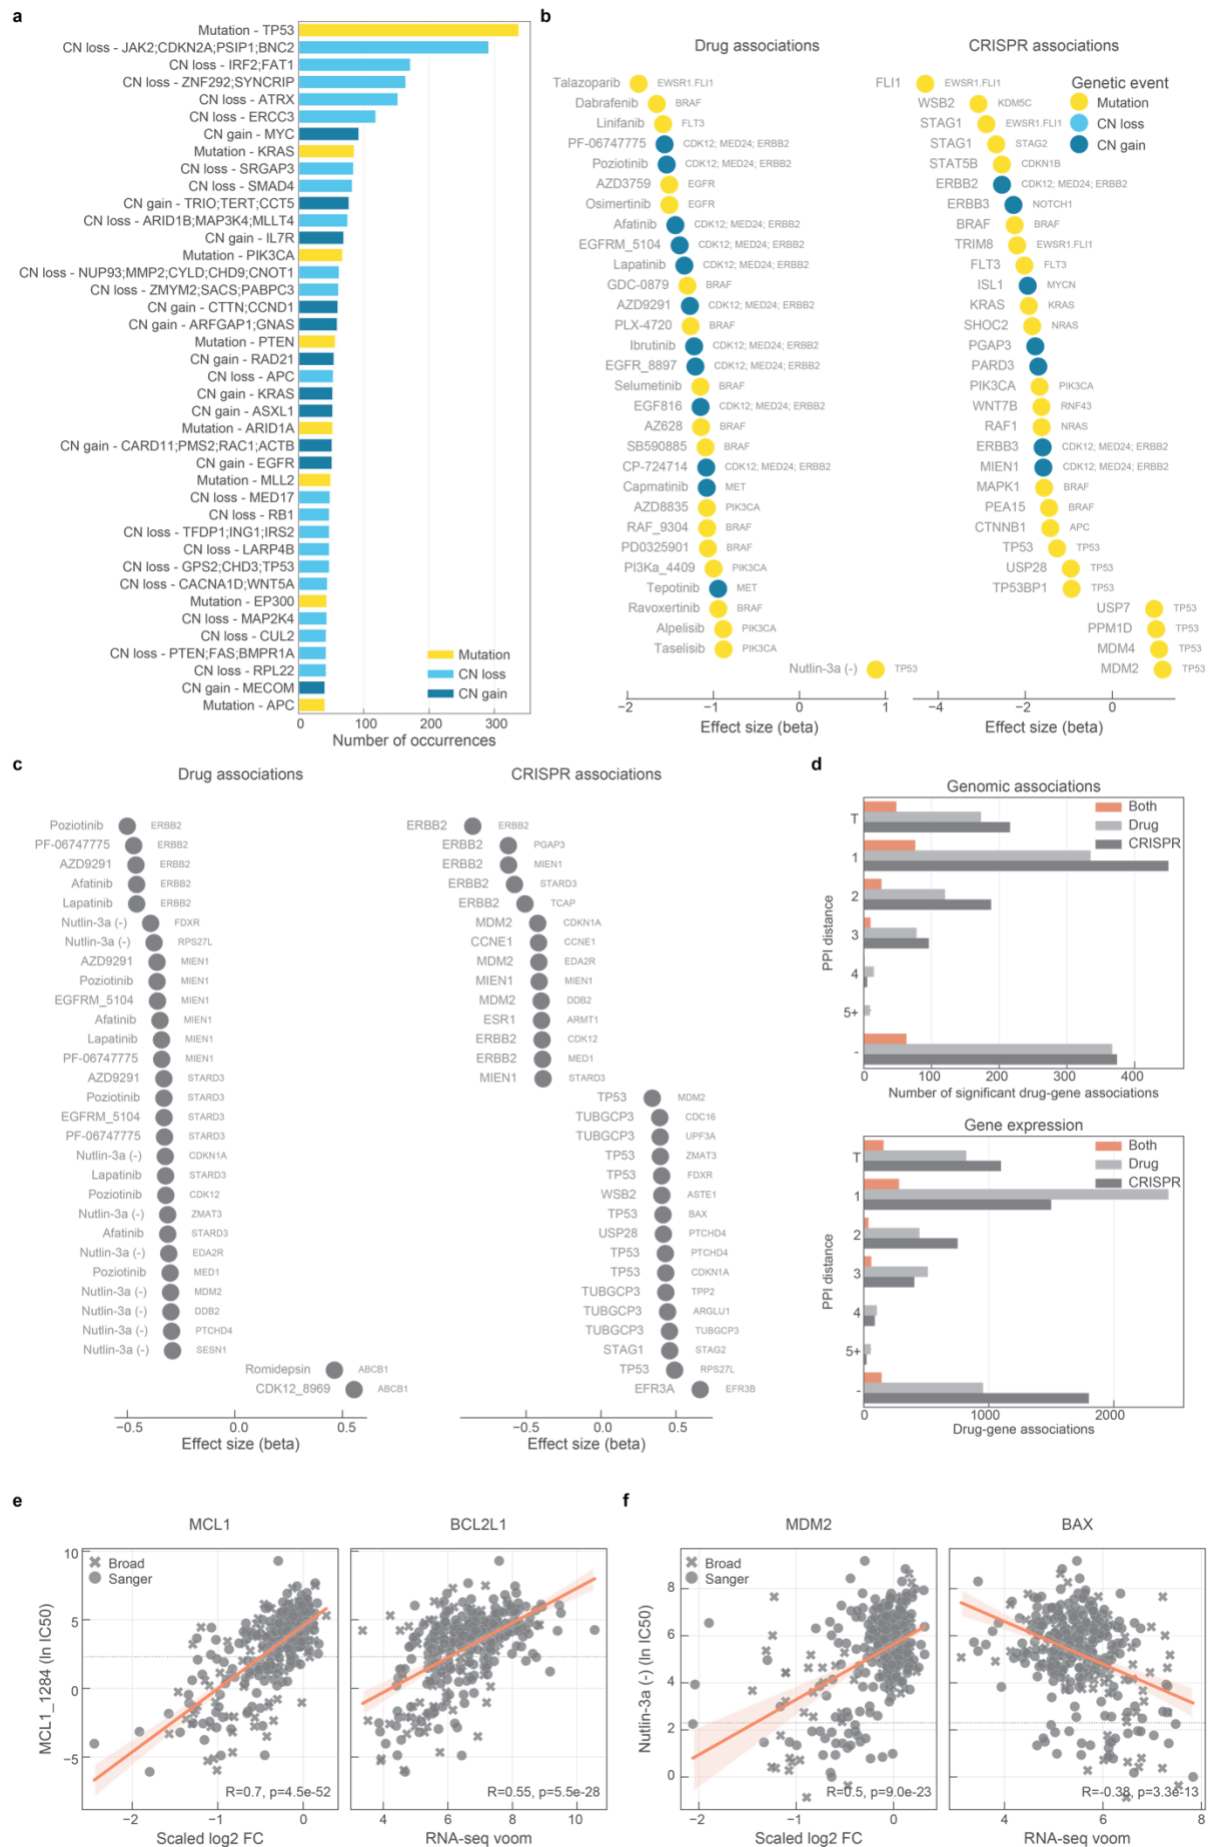 a
Mutation - TP53
CN loss - JAK2;CDKN2A;PSIP1;BNC2
CN loss - IRF2;FAT1
CN loss - ZNF292;SYNCRIP
CN loss - ATRX
CN loss - ERCC3
CN gain - MYC
Mutation - KRAS
CN loss - SRGAP3
CN loss - SMAD4
CN gain - TRIO;TERT;CCT5
CN loss - ARID1B;MAP3K4;MLLT4
CN gain - IL7R
Mutation - PIK3CA
CN loss - NUP93;MMP2;CYLD;CHD9;CNOT1
CN loss - ZMYM2;SACS;PABPC3
CN gain - CTTN;CCND1
CN gain - ARFGAP1;GNAS
Mutation - PTEN
CN gain - RAD21
CN loss - APC
CN gain - KRAS
CN gain - ASXL1
Mutation - ARID1A
CN gain - CARD11;PMS2;RAC1;ACTB
CN gain - EGFR
Mutation - MLL2
CN loss - MED17
CN loss - RB1
CN loss - TFDP1;ING1;IRS2
CN loss - LARP4B
CN loss - GPS2;CHD3;TP53
CN loss - CACNA1D;WNT5A
Mutation - EP300
CN loss - MAP2K4
CN loss - CUL2
CN loss - PTEN;FAS;BMPR1A
CN loss - RPL22
CN gain - MECOM
Mutation - APC
Mutation
CN loss
CN gain
0 100 200 300
Number of occurrences
b
Drug associations
Talazoparib EWSR1.FLI1
Dabrafenib BRAF
Linifanib FLT3
PF-06747775 CDK12; MED24; ERBB2
Poziotinib CDK12; MED24; ERBB2
AZD3759 EGFR
Osimertinib EGFR
Afatinib CDK12; MED24; ERBB2
EGFRM_5104 CDK12; MED24; ERBB2
Lapatinib CDK12; MED24; ERBB2
GDC-0879 BRAF
AZD9291 CDK12; MED24; ERBB2
PLX-4720 BRAF
Ibrutinib CDK12; MED24; ERBB2
EGFR_8897 CDK12; MED24; ERBB2
Selumetinib BRAF
EGF816 CDK12; MED24; ERBB2
AZ628 BRAF
SB590885 BRAF
CP-724714 CDK12; MED24; ERBB2
Capmatinib MET
AZD8835 PIK3CA
RAF_9304 BRAF
PD0325901 BRAF
PI3Ka_4409 PIK3CA
Tepotinib MET
Ravoxertinib BRAF
Alpelisib PIK3CA
Taselisib PIK3CA
Nutlin-3a (-) TP53
−2 −1 0 1
Effect size (beta)
CRISPR associations
Genetic event
Mutation
CN loss
CN gain
FLI1 EWSR1.FLI1
WSB2 KDM5C
STAG1 EWSR1.FLI1
STAG1 STAG2
STAT5B CDKN1B
ERBB2 CDK12; MED24; ERBB2
ERBB3 NOTCH1
BRAF BRAF
TRIM8 EWSR1.FLI1
FLT3 FLT3
ISL1 MYCN
KRAS KRAS
SHOC2 NRAS
PGAP3
PARD3
PIK3CA PIK3CA
WNT7B RNF43
RAF1 NRAS
ERBB3 CDK12; MED24; ERBB2
MIEN1 CDK12; MED24; ERBB2
MAPK1 BRAF
PEA15 BRAF
CTNNB1 APC
TP53 TP53
USP28 TP53
TP53BP1 TP53
USP7 TP53
PPM1D TP53
MDM4 TP53
MDM2 TP53
−4 −2 0
Effect size (beta)
c
Drug associations
Poziotinib ERBB2
PF-06747775 ERBB2
AZD9291 ERBB2
Afatinib ERBB2
Lapatinib ERBB2
Nutlin-3a (-) FDXR
Nutlin-3a (-) RPS27L
AZD9291 MIEN1
Poziotinib MIEN1
EGFRM_5104 MIEN1
Afatinib MIEN1
Lapatinib MIEN1
PF-06747775 MIEN1
AZD9291 STARD3
Poziotinib STARD3
EGFRM_5104 STARD3
PF-06747775 STARD3
Nutlin-3a (-) CDKN1A
Lapatinib STARD3
Poziotinib CDK12
Nutlin-3a (-) ZMAT3
Afatinib STARD3
Nutlin-3a (-) EDA2R
Poziotinib MED1
Nutlin-3a (-) MDM2
Nutlin-3a (-) DDB2
Nutlin-3a (-) PTCHD4
Nutlin-3a (-) SESN1
Romidepsin ABCB1
CDK12_8969 ABCB1
−0.5 0.0 0.5
Effect size (beta)
CRISPR associations
ERBB2 ERBB2
ERBB2 PGAP3
ERBB2 MIEN1
ERBB2 STARD3
ERBB2 TCAP
MDM2 CDKN1A
CCNE1 CCNE1
MDM2 EDA2R
MIEN1 MIEN1
MDM2 DDB2
ESR1 ARMT1
ERBB2 CDK12
ERBB2 MED1
MIEN1 STARD3
TP53 MDM2
TUBGCP3 CDC16
TUBGCP3 UPF3A
TP53 ZMAT3
TP53 FDXR
WSB2 ASTE1
TP53 BAX
USP28 PTCHD4
TP53 PTCHD4
TP53 CDKN1A
TUBGCP3 TPP2
TUBGCP3 ARGLU1
TUBGCP3 TUBGCP3
STAG1 STAG2
TP53 RPS27L
EFR3A EFR3B
−0.5 0.0 0.5
Effect size (beta)
d
Genomic associations
Both
Drug
CRISPR
PPI distance
T
1
2
3
4
5+
-
0 100 200 300 400
Number of significant drug-gene associations
Gene expression
Both
Drug
CRISPR
PPI distance
T
1
2
3
4
5+
-
0 1000 2000
Drug-gene associations
e
MCL1
Broad
Sanger
MCL1_1284 (ln IC50)
10
5
0
−5
R=0.7, p=4.5e-52
−2 −1 0
Scaled log2 FC
BCL2L1
R=0.55, p=5.5e-28
4 6 8 10
RNA-seq voom
f
MDM2
Broad
Sanger
Nutlin-3a (-) (ln IC50)
8
6
4
2
0
R=0.5, p=9.0e-23
−2 −1 0
Scaled log2 FC
BAX
R=-0.38, p=3.3e-13
4 6 8
RNA-seq voom